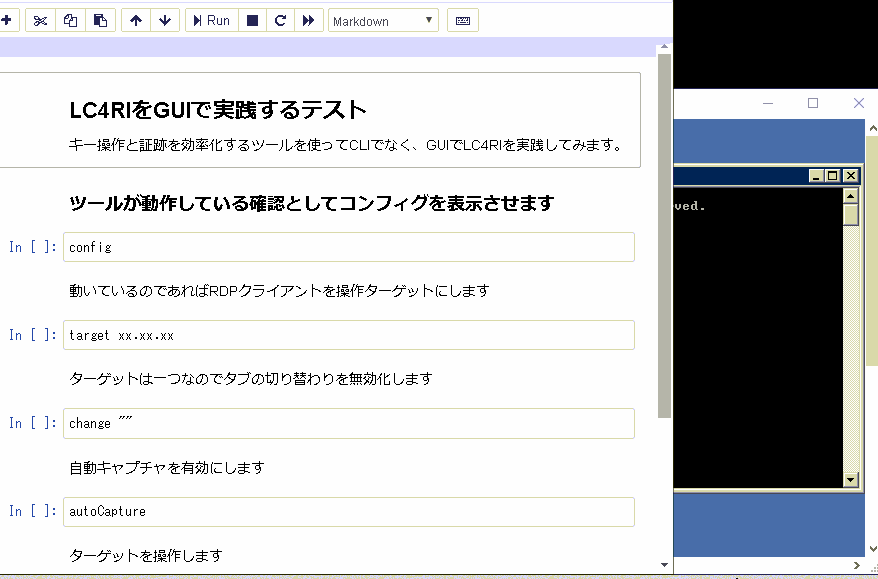 Run
Markdown
LC4RIをGUIで実践するテスト
キー操作と証跡を効率化するツールを使ってCLIでなく、GUIでLC4RIを実践してみます。
ツールが動作している確認としてコンフィグを表示させます
In [ ]: config
動いているのであればRDPクライアントを操作ターゲットにします
In [ ]: target xx.xx.xx
ターゲットは一つなのでタブの切り替わりを無効化します
In [ ]: change ""
自動キャプチャを有効にします
In [ ]: autoCapture
ターゲットを操作します
ved.